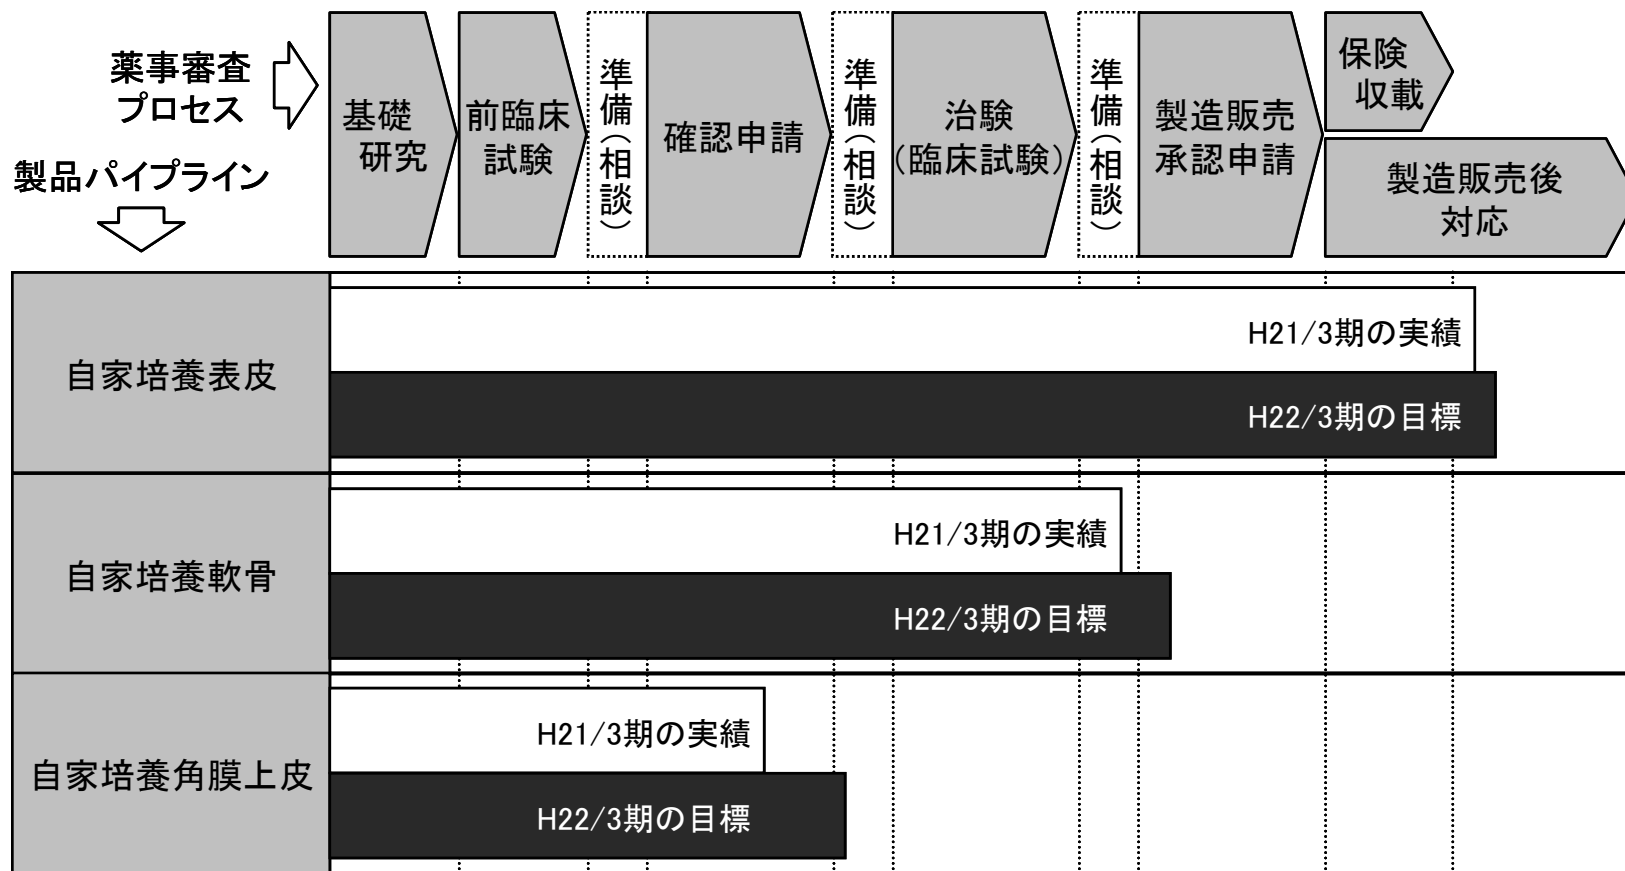 薬事審査
プロセス
製品パイプライン
基礎
研究
前臨床
試験
準備(相談)
確認申請
準備(相談)
治験
(臨床試験)
準備(相談)
製造販売
承認申請
保険
収載
製造販売後
対応
自家培養表皮
H21/3期の実績
H22/3期の目標
自家培養軟骨
H21/3期の実績
H22/3期の目標
自家培養角膜上皮
H21/3期の実績
H22/3期の目標